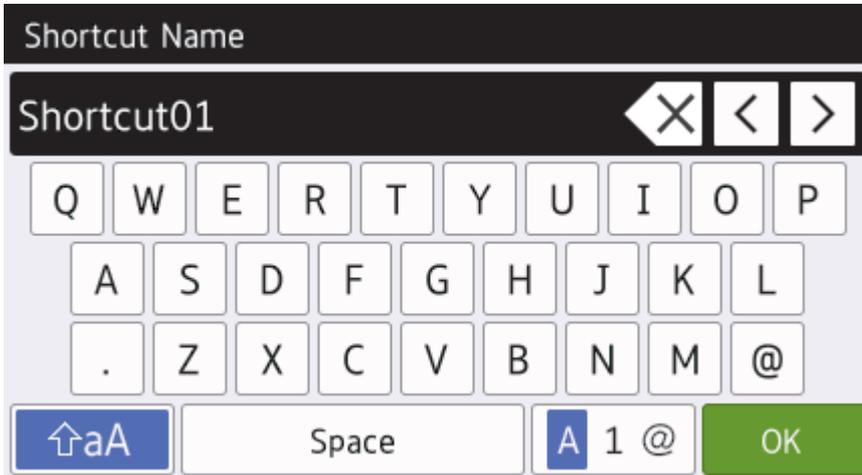 Shortcut Name
Shortcut01
Q W E R T Y U I O P
A S D F G H J K L
. Z X C V B N M @
aA Space A 1 @ OK